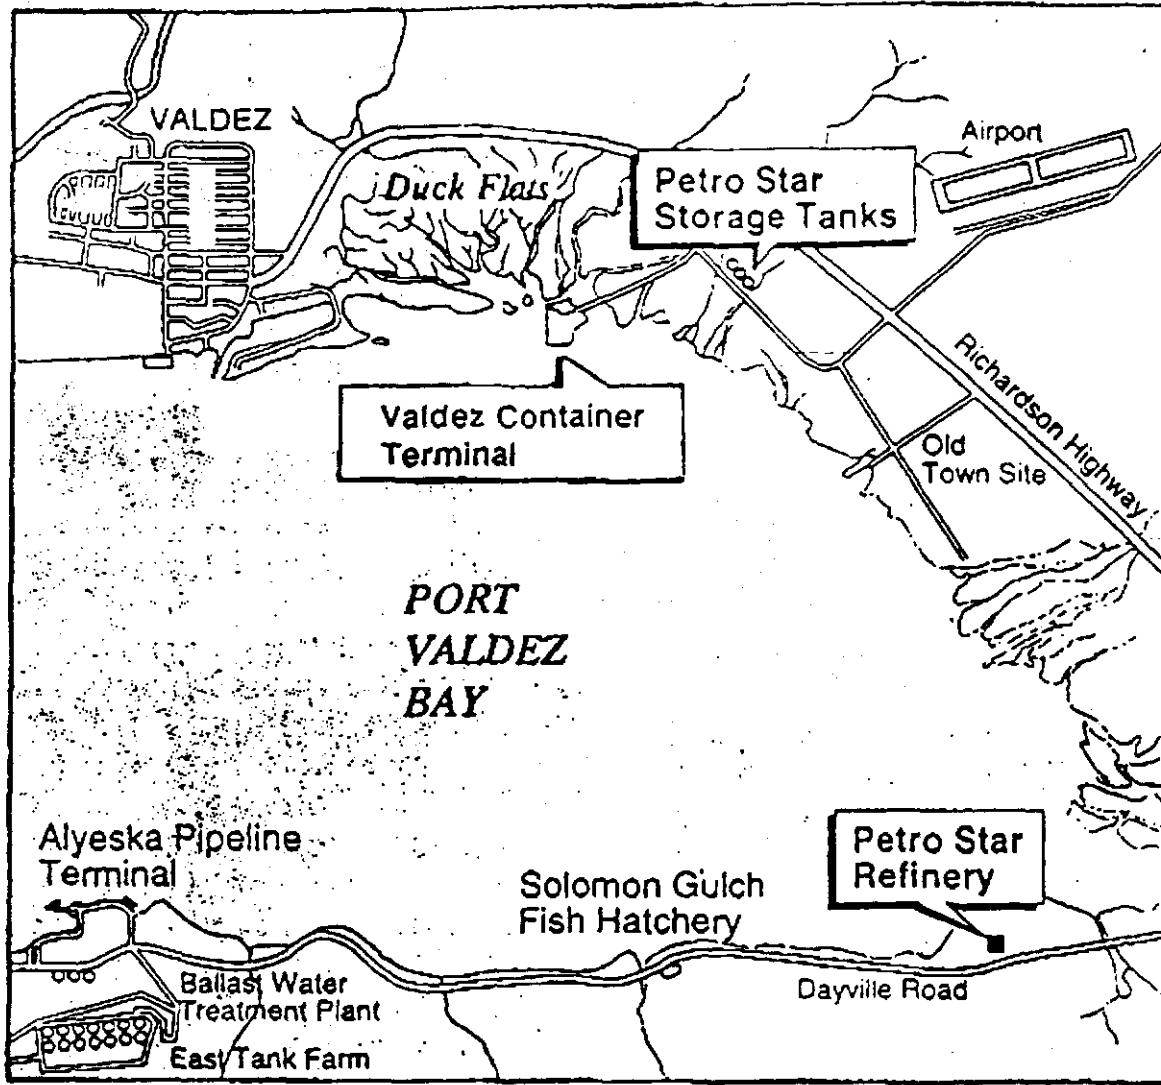 VALDEZ
Airport
Duck Flats
Petro Star
Storage Tanks
Richardson Highway
Valdez Container
Terminal
Old
Town Site
PORT
VALDEZ
BAY
Alyeska Pipeline
Terminal
Petro Star
Refinery
Solomon Gulch
Fish Hatchery
Ballast Water
Treatment Plant
Dayville Road
East Tank Farm